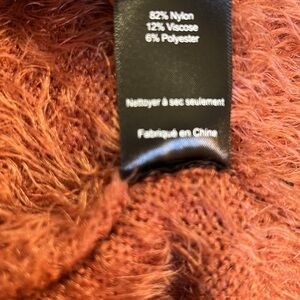 82% Nylon
12% Viscose
6% Polyester
Nettoyer à sec seulement
Fabriqué en Chine